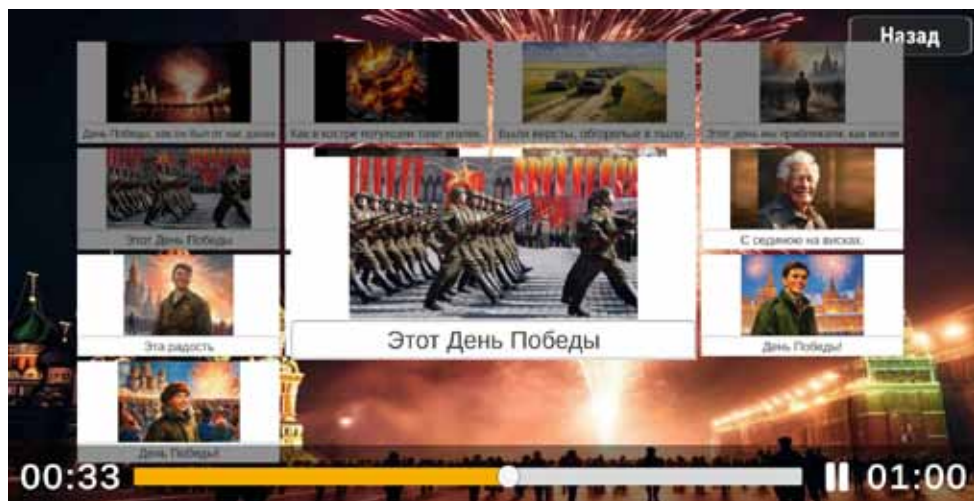 Назад
День Победы, как он был от нас далек
Как в костре потухшем таял уголек.
Были версты, обгорелые в пыли,
Этот день мы приближали, как могли
Этот День Победы
Этот День Победы
С сединою на висках.
Эта радость
День Победы!
День Победы!
00:33
01:00